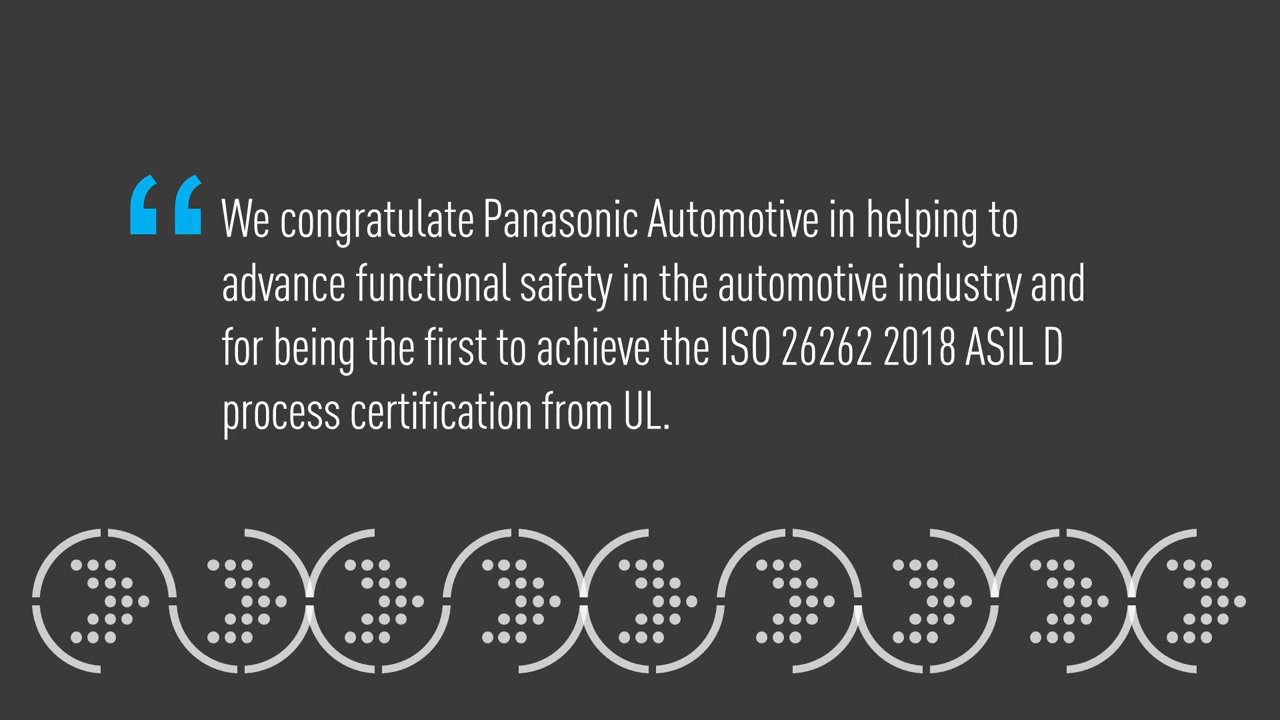 “ We congratulate Panasonic Automotive in helping to
advance functional safety in the automotive industry and
for being the first to achieve the ISO 26262 2018 ASIL D
process certification from UL.